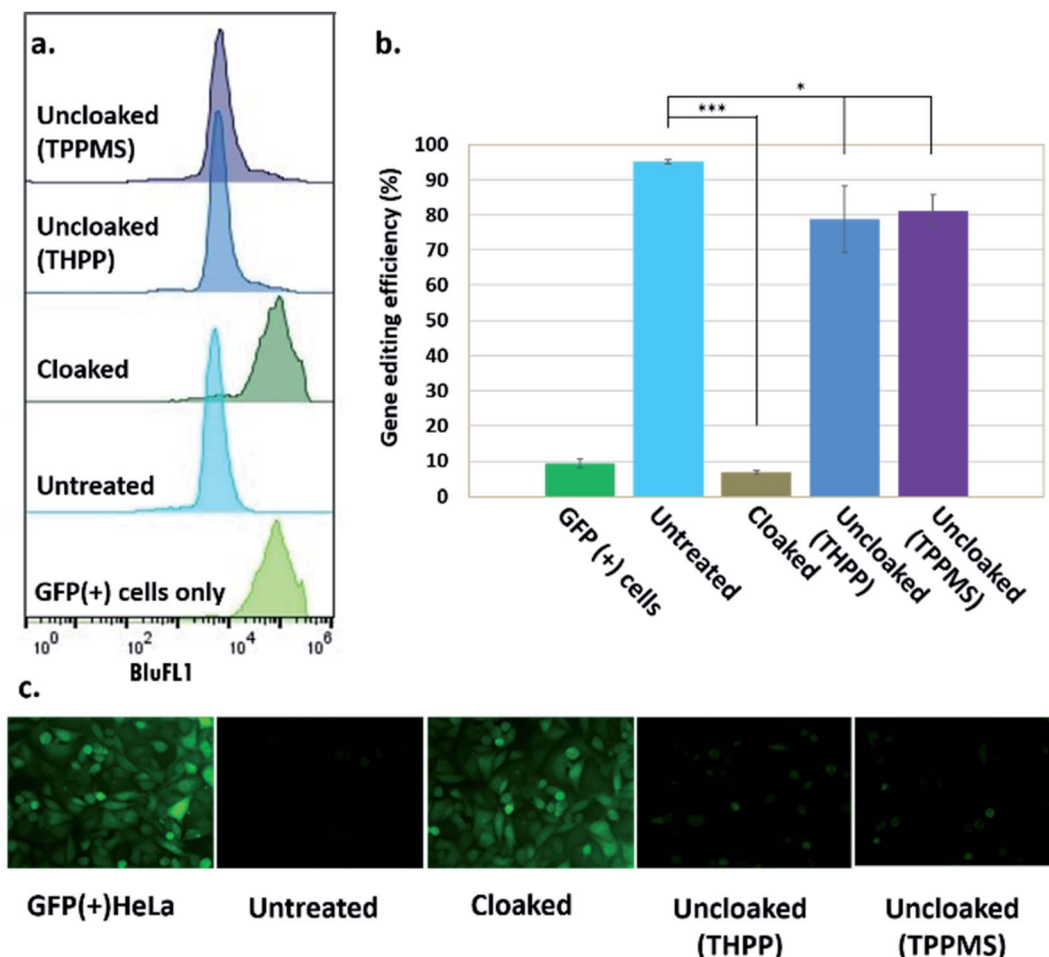 a.
Uncloaked
(TPPMS)
Uncloaked
(THPP)
Cloaked
Untreated
GFP(+) cells only
10^0 10^2 10^4 10^6
BluFL1
b.
*
***
Gene editing efficiency (%)
100
90
80
70
60
50
40
30
20
10
0
GFP (+) cells
Untreated
Cloaked
Uncloaked
(THPP)
Uncloaked
(TPPMS)
c.
GFP(+)HeLa
Untreated
Cloaked
Uncloaked
(THPP)
Uncloaked
(TPPMS)